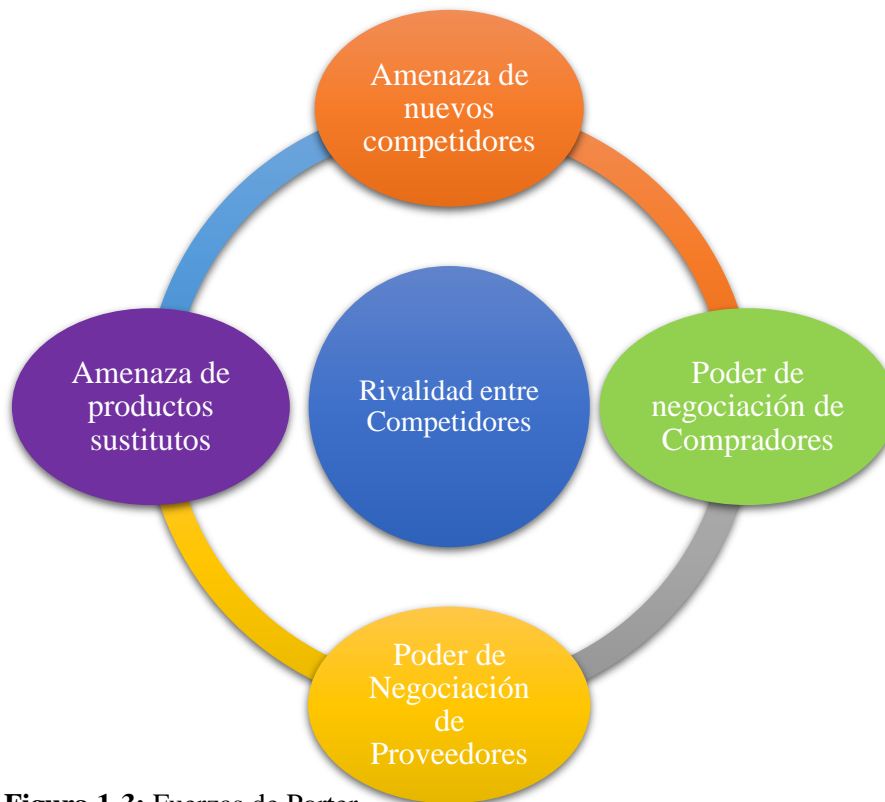 Amenaza de
nuevos
competidores
Amenaza de
productos
sustitutos
Rivalidad entre
Competidores
Poder de
negociación de
Compradores
Poder de
Negociación
de
Proveedores
Figura 1-3: Fuerzas de Porter